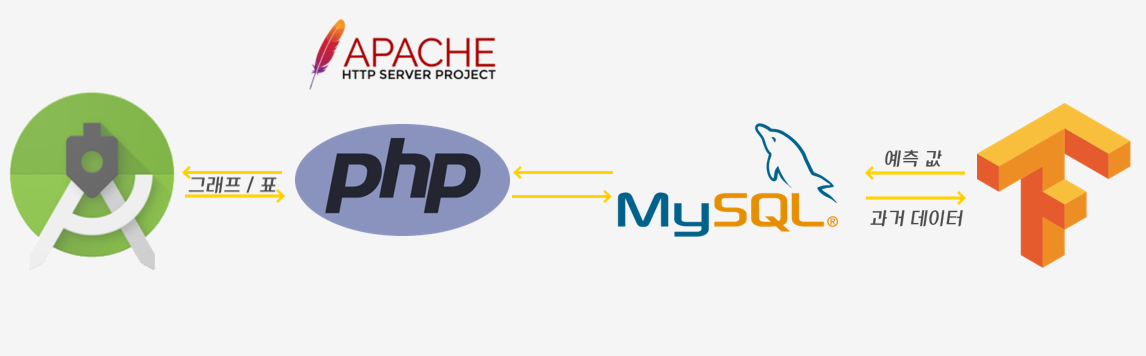 APACHE
HTTP SERVER PROJECT
그래프 / 표
php
MySQL®
예측 값
과거 데이터